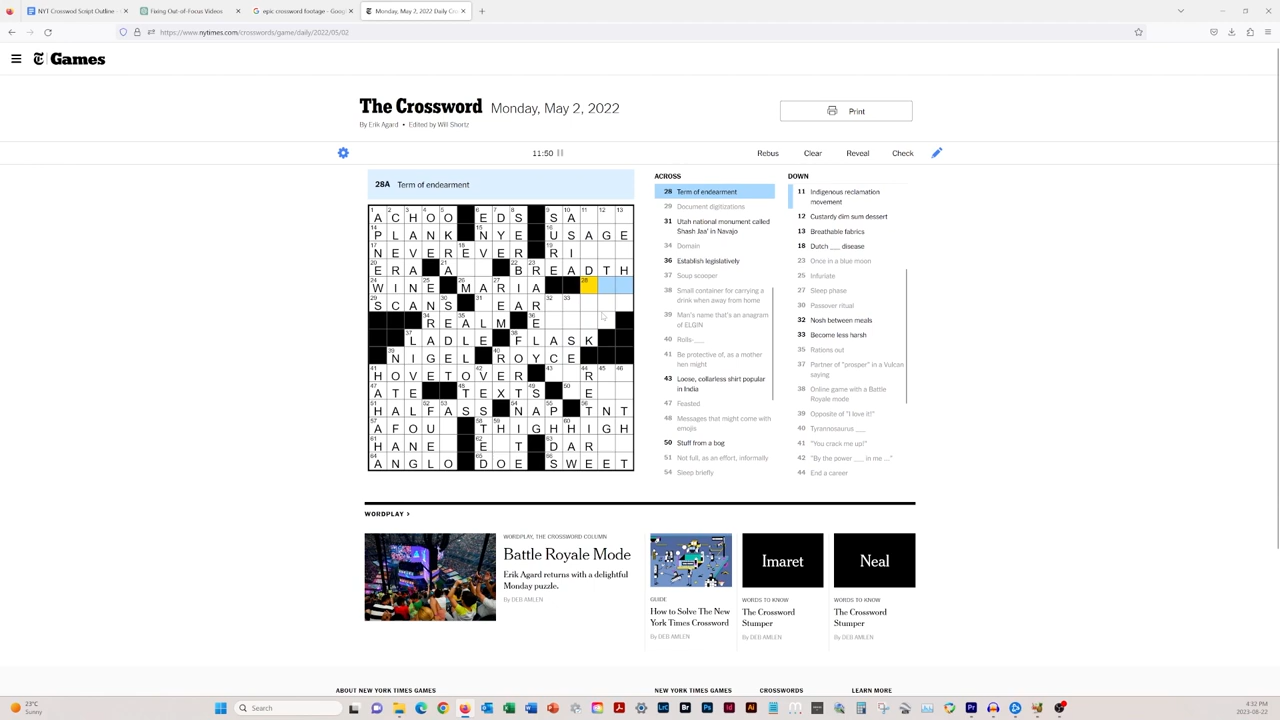 NYT Crosswod Script Outline -
Fixing Out-of-Focus Videos
epic crossword footage - Goog
Monday, May 2, 2022 Daily Cro
https://www.nytimes.com/crosswords/game/daily/2022/05/02
Games
The Crossword Monday, May 2, 2022
By Erik Agard • Edited by Will Shortz
Print
11:50
Rebus Clear Reveal Check
28A Term of endearment
A C H O O E D S S A
P L A N K N Y E U S A G E
N E V E R E V E R R I
E R A A B R E A D T H
W I N E M A R I A
S C A N S E A R
R E A L M E
L A D L E F L A S K
N I G E L R O Y C E
H O V E T O V E R R
A T E T E X T S E
H A L F A S S P I N T
A F O U L T H I G H H I G H
H A N E E T A
A N G L O D O E S W E E T
ACROSS
28 Term of endearment
29 Document digitizations
31 Utah national monument called
Shash Jaa' in Navajo
34 Domain
36 Establish legislatively
37 Soup scooper
38 Small container for carrying a
drink when away from home
39 Man's name that's an anagram
of ELGIN
40 Rolls-___
41 Be protective of, as a mother
hen might
43 Loose, collarless shirt popular
in India
47 Feasted
48 Messages that might come with
emojis
50 Stuff from a bog
51 Not full, as an effort, informally
54 Sleep briefly
DOWN
11 Indigenous reclamation
movement
12 Custardy dim sum dessert
13 Breathable fabrics
18 Dutch ___ disease
23 Once in a blue moon
25 Infuriate
27 Sleep phase
30 Passover ritual
32 Nosh between meals
33 Become less harsh
35 Rations out
37 Partner of "prosper" in a Vulcan
saying
38 Online game with a Battle
Royale mode
39 Opposite of "I love it!"
40 Tyrannosaurus ___
41 "You crack me up!"
42 "By the power ___ in me ..."
44 End a career
WORDPLAY >
WORDPLAY, THE CROSSWORD COLUMN
Battle Royale Mode
Erik Agard returns with a delightful
Monday puzzle.
By DEB AMLEN
GUIDE
How to Solve The New
York Times Crossword
By DEB AMLEN
Imaret
WORDS TO KNOW
The Crossword
Stumper
By DEB AMLEN
Neal
WORDS TO KNOW
The Crossword
Stumper
By DEB AMLEN
ABOUT NEW YORK TIMES GAMES
NEW YORK TIMES GAMES
CROSSWORDS
LEARN MORE
23°C
Sunny
Search
4:32 PM
2023-08-22